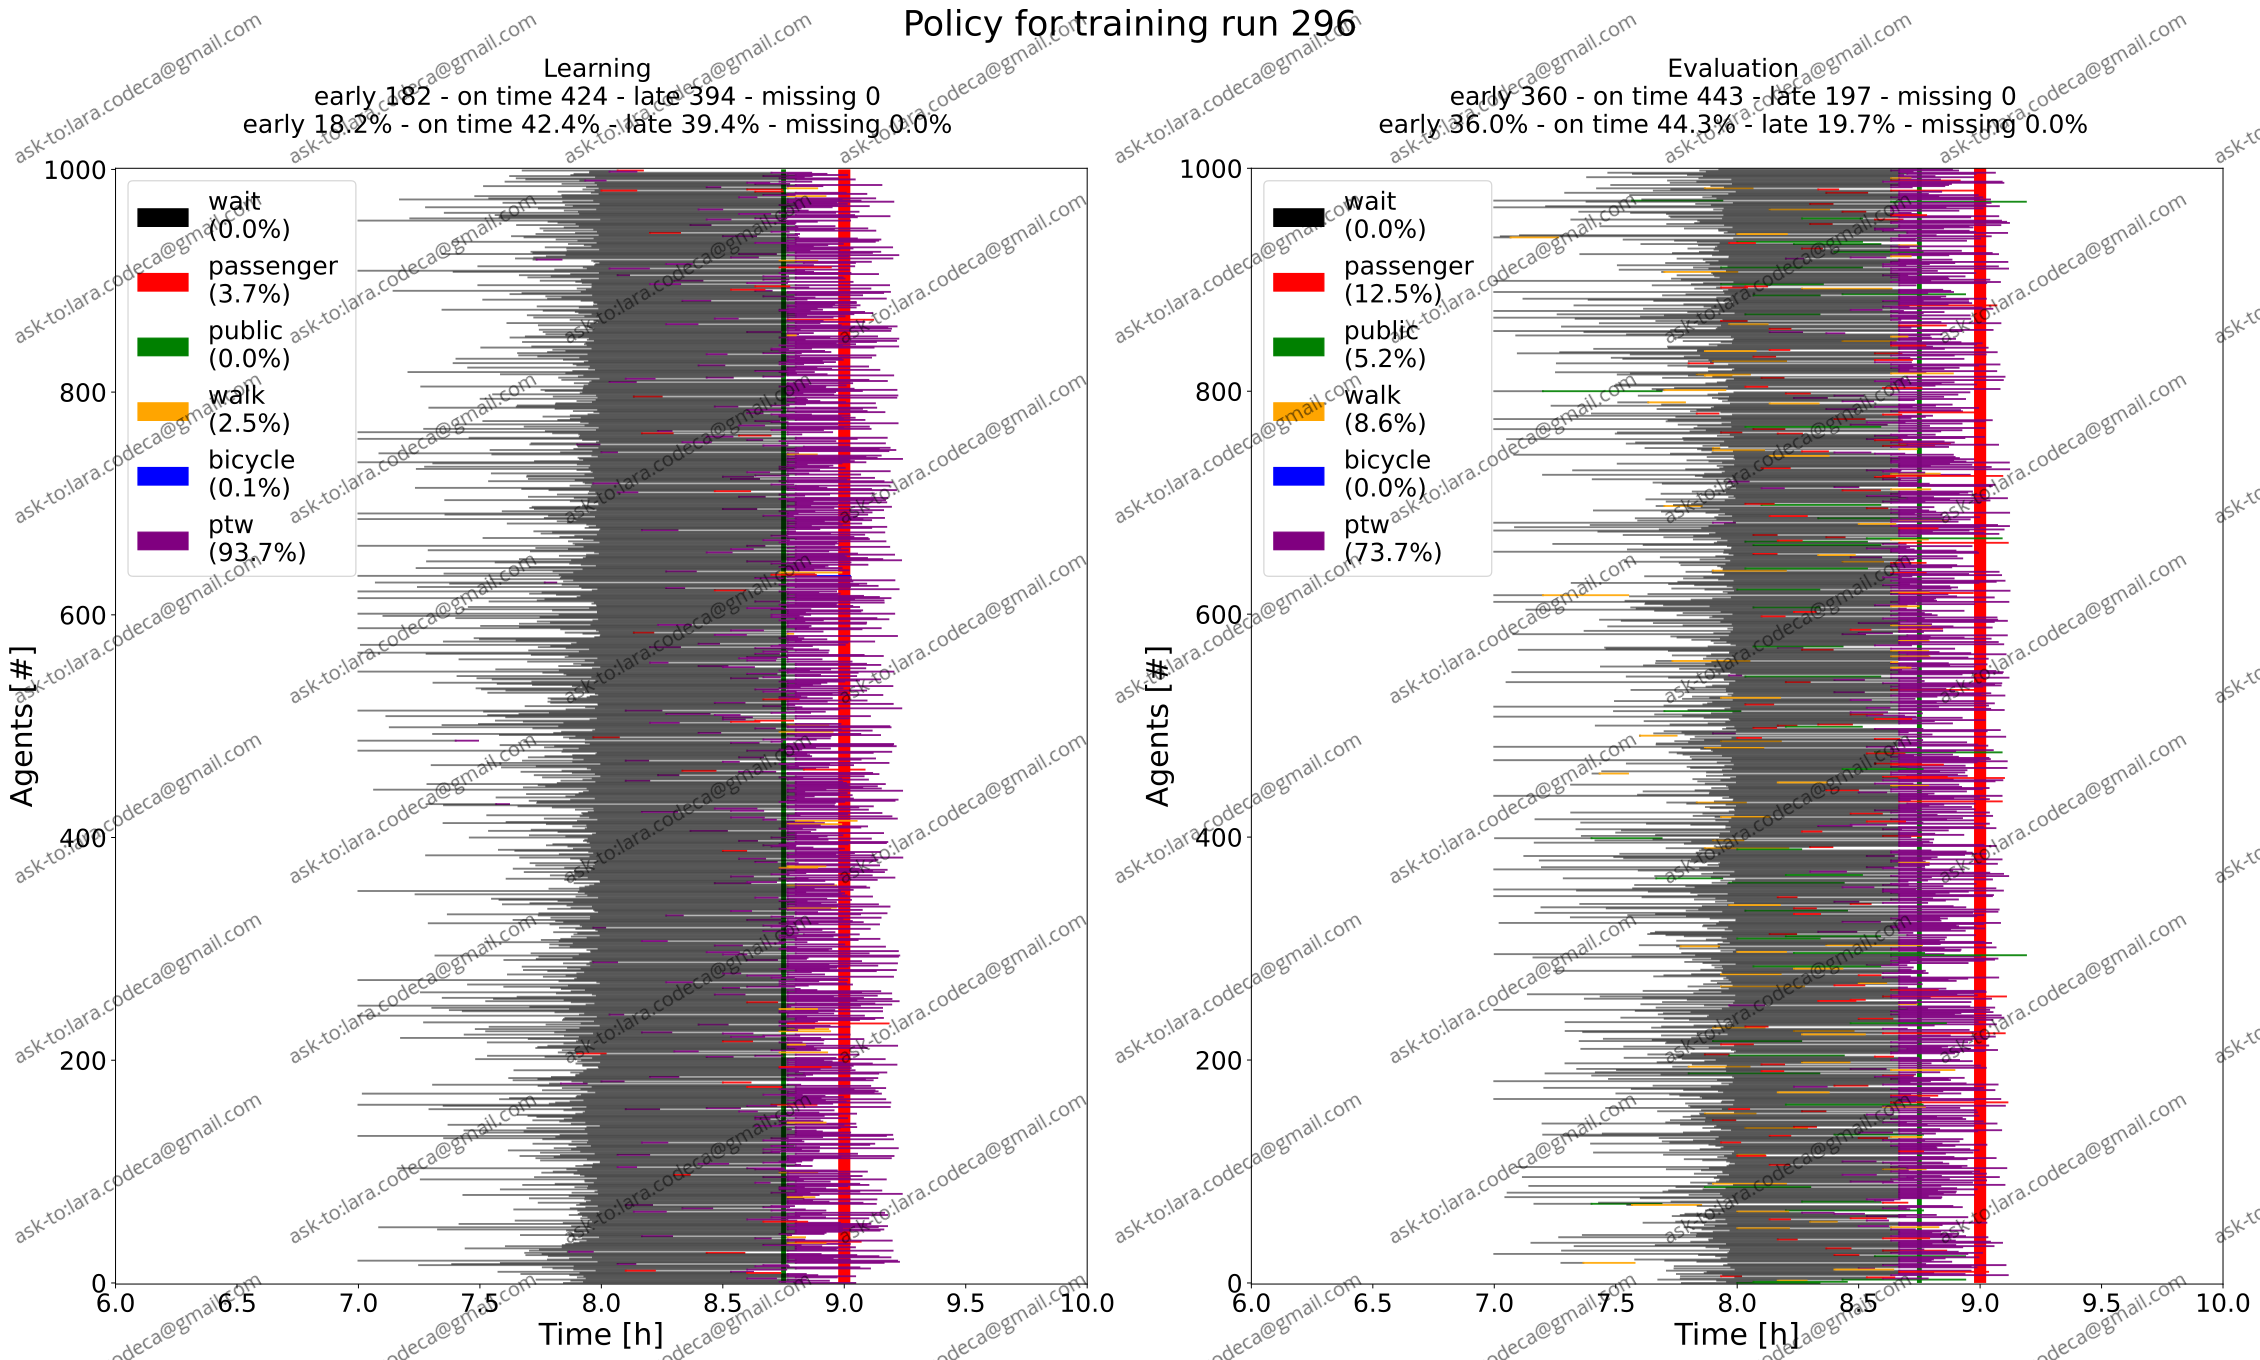 Policy for training run 296
Learning
early 182 - on time 424 - late 394 - missing 0
early 18.2% - on time 42.4% - late 39.4% - missing 0.0%
1000
800
600
400
200
0
Agents [#]
wait
(0.0%)
passenger
(3.7%)
public
(0.0%)
walk
(2.5%)
bicycle
(0.1%)
ptw
(93.7%)
6.0 6.5 7.0 7.5 8.0 8.5 9.0 9.5 10.0
Time [h]
Evaluation
early 360 - on time 443 - late 197 - missing 0
early 36.0% - on time 44.3% - late 19.7% - missing 0.0%
1000
800
600
400
200
0
Agents [#]
wait
(0.0%)
passenger
(12.5%)
public
(5.2%)
walk
(8.6%)
bicycle
(0.0%)
ptw
(73.7%)
6.0 6.5 7.0 7.5 8.0 8.5 9.0 9.5 10.0
Time [h]
ask-to:lara.codeca@gmail.com